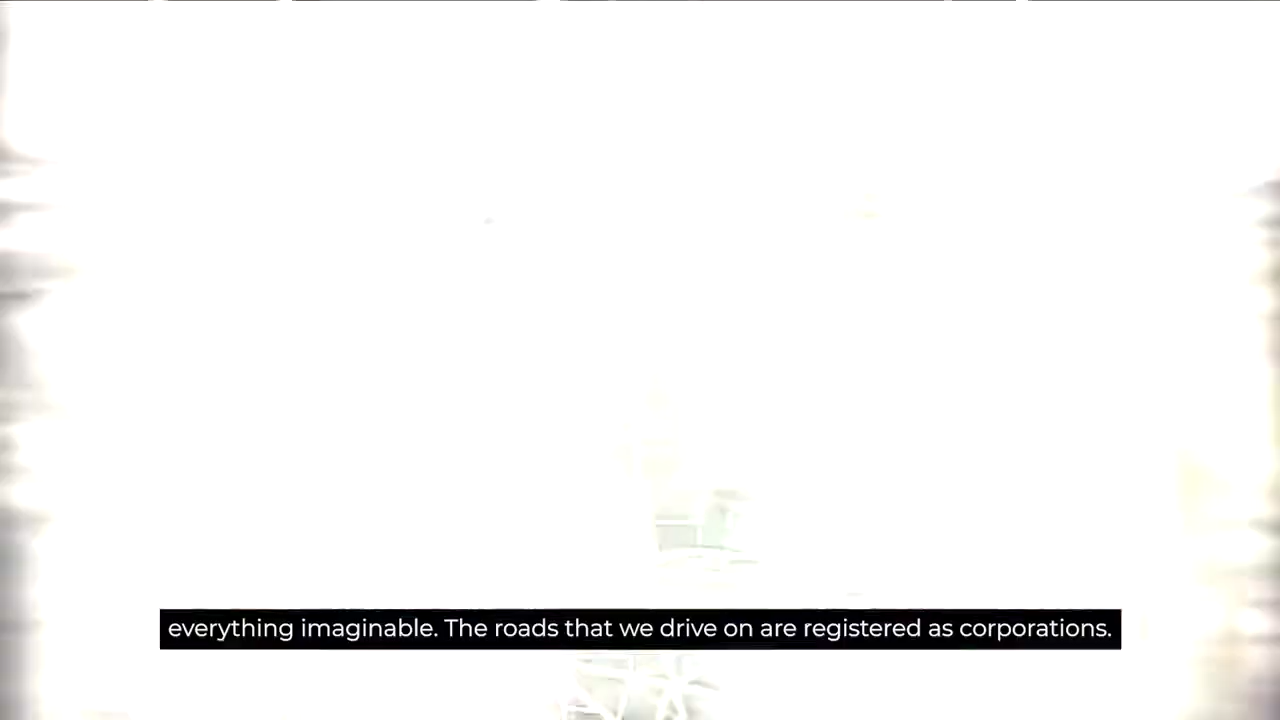 everything imaginable. The roads that we drive on are registered as corporations.